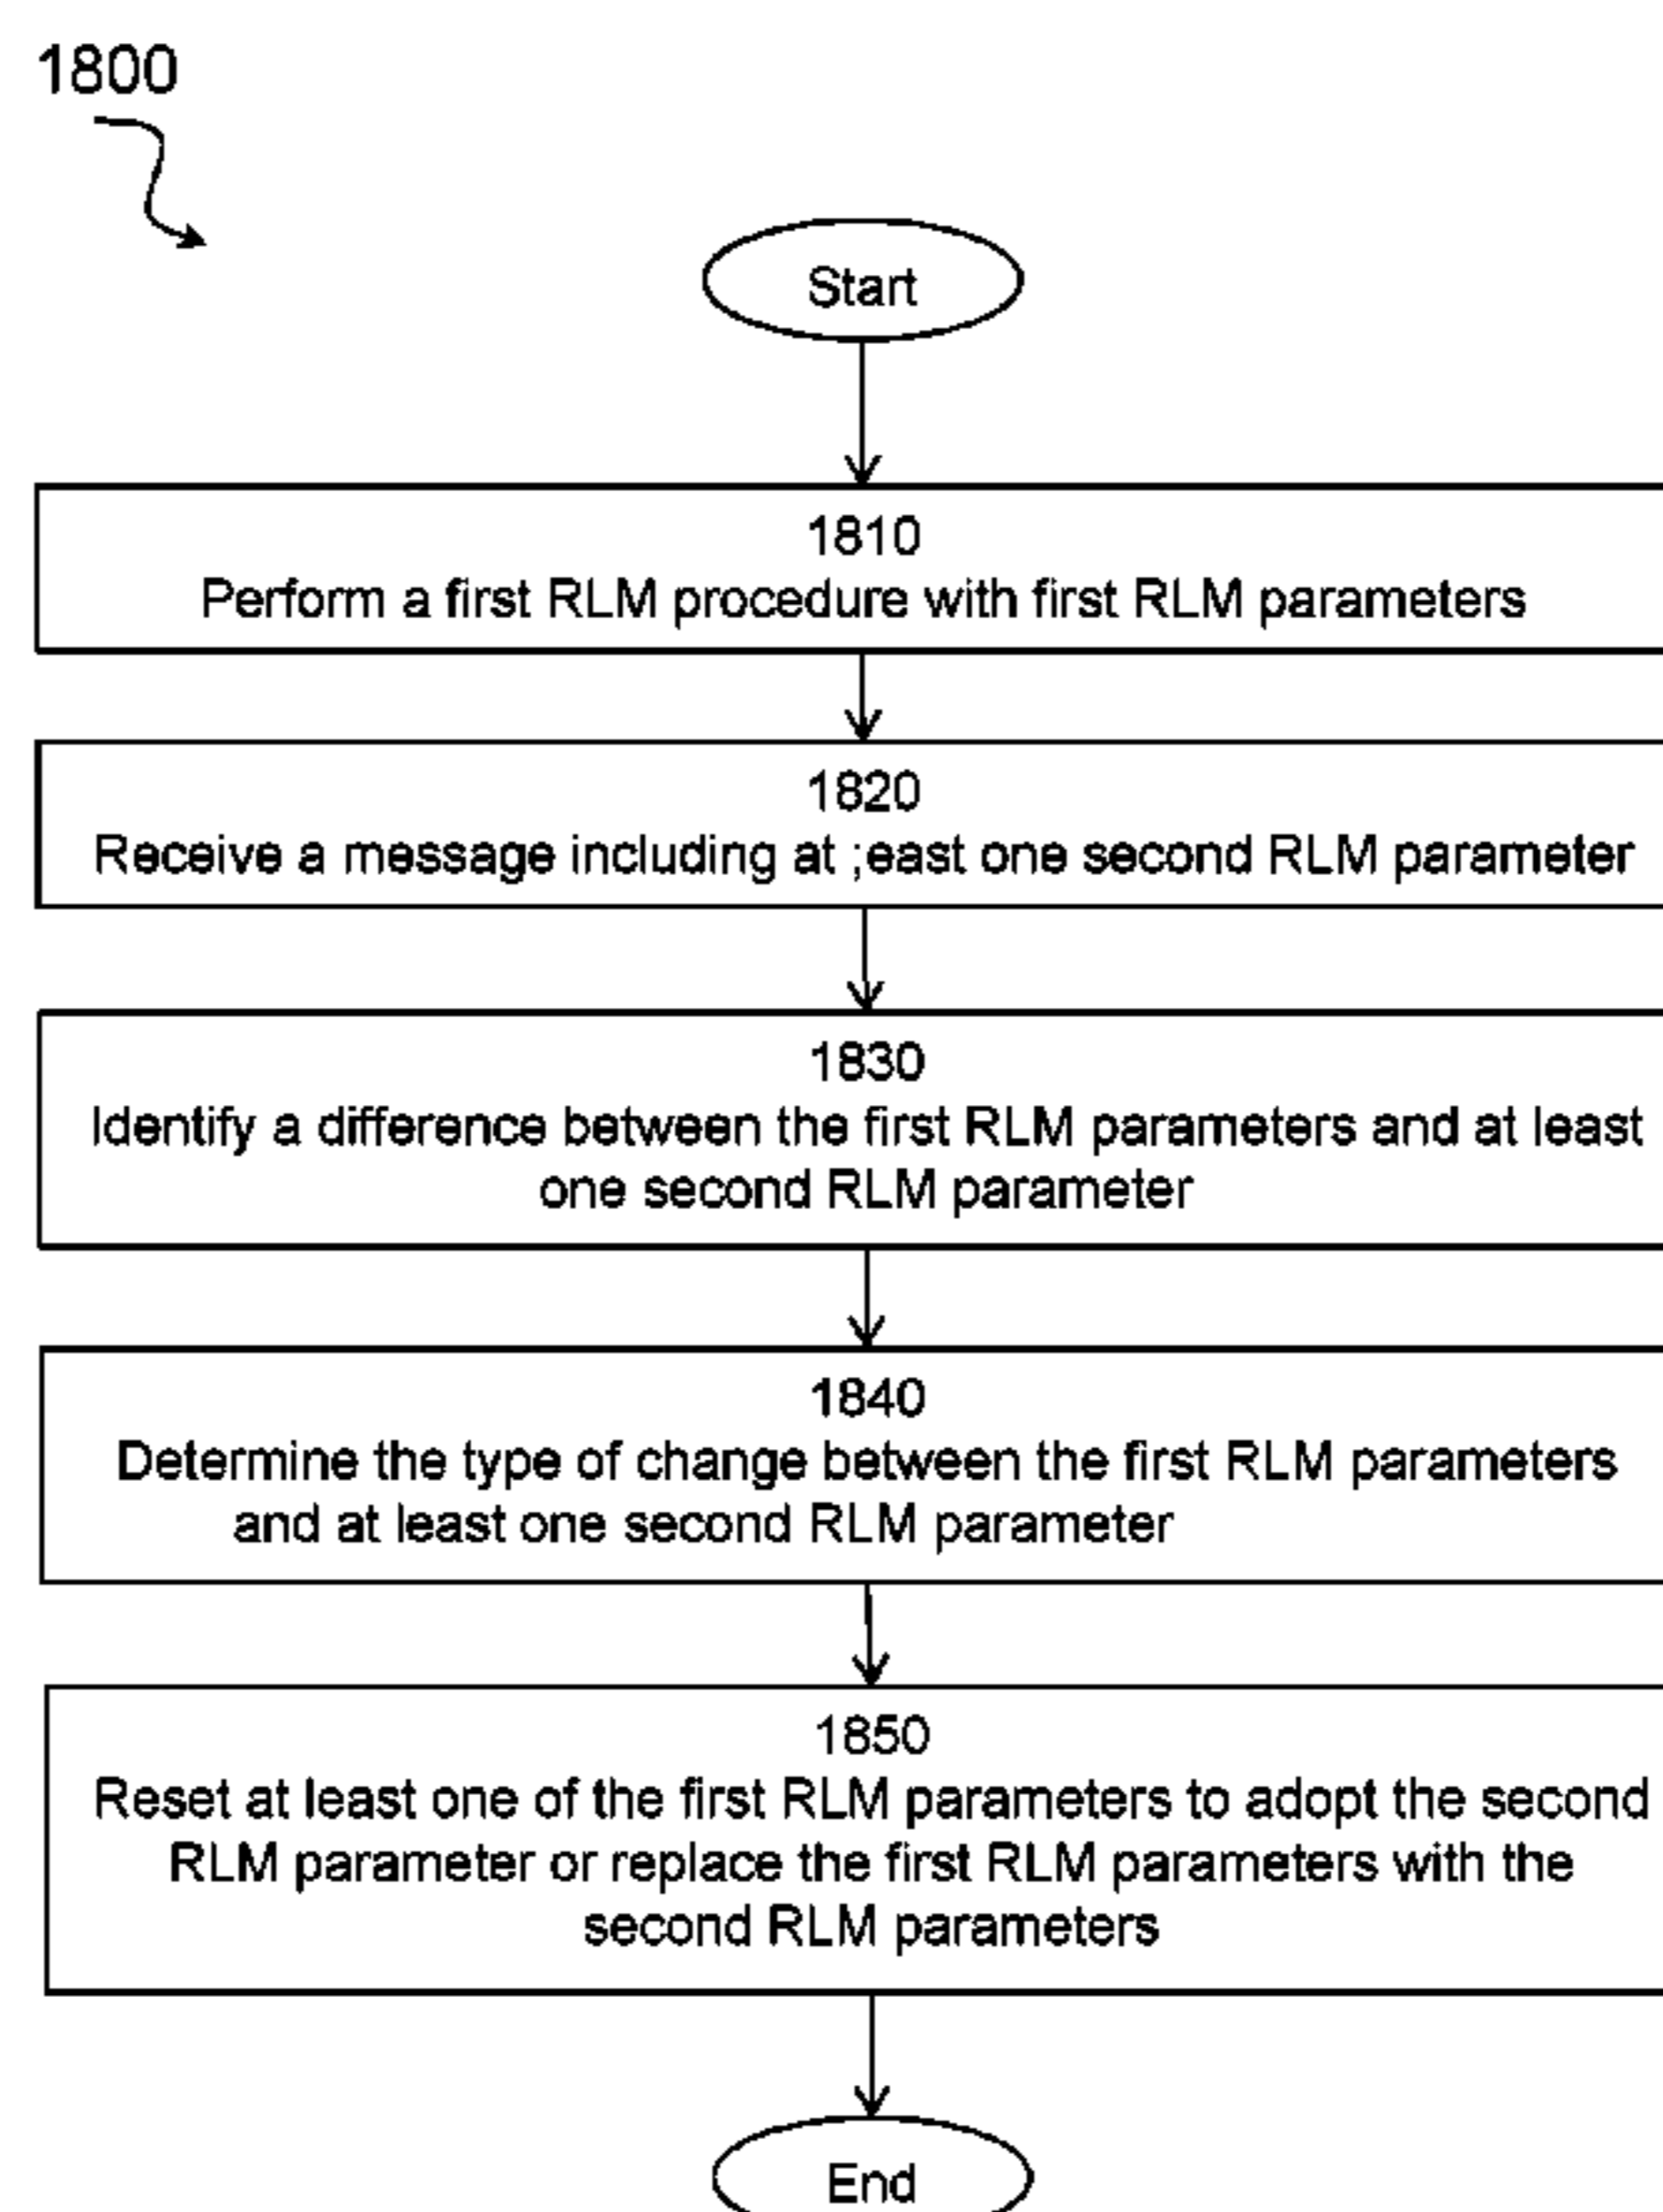 1800
Start
1810
Perform a first RLM procedure with first RLM parameters
1820
Receive a message including at ;east one second RLM parameter
1830
Identify a difference between the first RLM parameters and at least
one second RLM parameter
1840
Determine the type of change between the first RLM parameters
and at least one second RLM parameter
1850
Reset at least one of the first RLM parameters to adopt the second
RLM parameter or replace the first RLM parameters with the
second RLM parameters
End